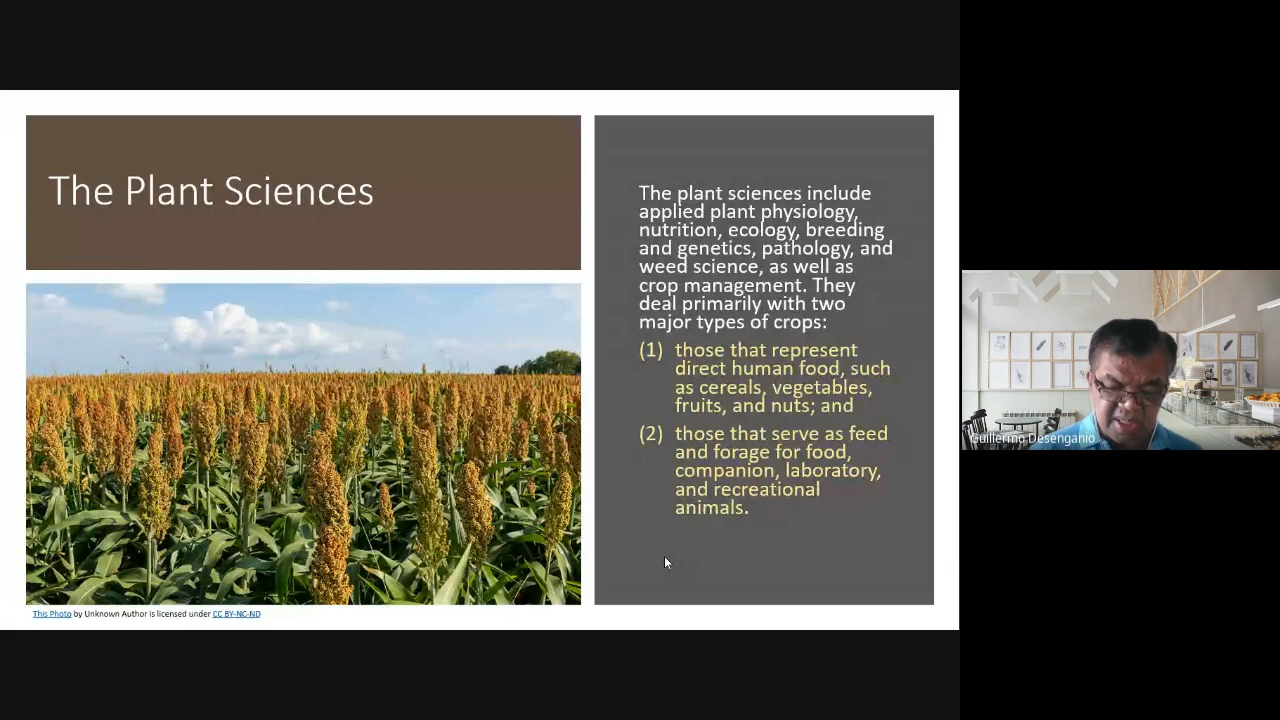 The Plant Sciences
The plant sciences include
applied plant physiology,
nutrition, ecology, breeding
and genetics, pathology, and
weed science, as well as
crop management. They
deal primarily with two
major types of crops:
(1) those that represent
direct human food, such
as cereals, vegetables,
fruits, and nuts; and
(2) those that serve as feed
and forage for food,
companion, laboratory,
and recreational
animals.
This Photo by Unknown Author is licensed under CC BY-NC-ND
Guillermo Desenganio